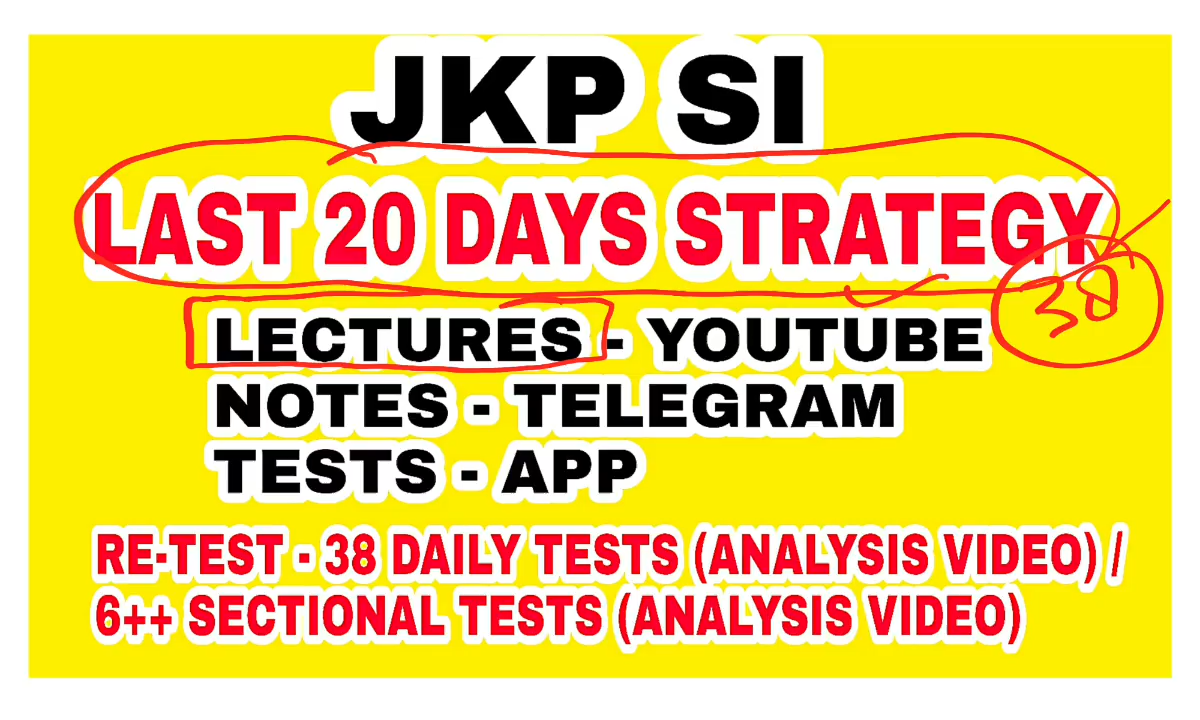 JKP SI
LAST 20 DAYS STRATEGY
38
LECTURES - YOUTUBE
NOTES - TELEGRAM
TESTS - APP
RE-TEST - 38 DAILY TESTS (ANALYSIS VIDEO) /
6++ SECTIONAL TESTS (ANALYSIS VIDEO)